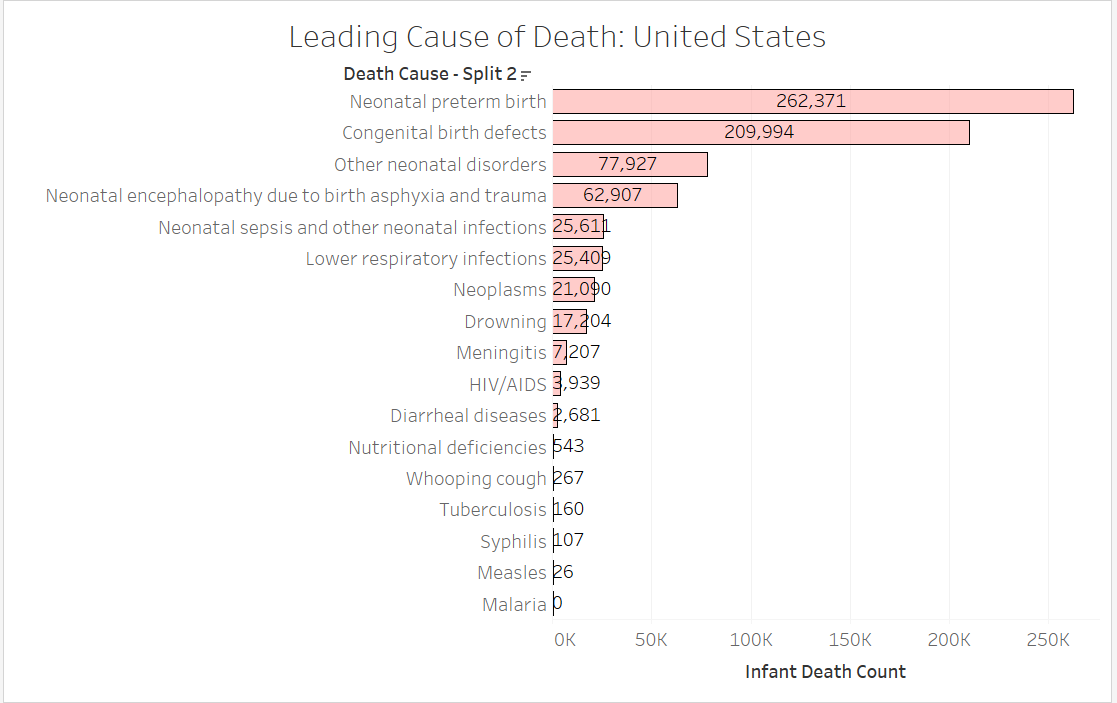 Leading Cause of Death: United States
Death Cause - Split 2
Neonatal preterm birth 262,371
Congenital birth defects 209,994
Other neonatal disorders 77,927
Neonatal encephalopathy due to birth asphyxia and trauma 62,907
Neonatal sepsis and other neonatal infections 25,611
Lower respiratory infections 25,409
Neoplasms 21,090
Drowning 17,204
Meningitis 7,207
HIV/AIDS 3,939
Diarrheal diseases 2,681
Nutritional deficiencies 543
Whooping cough 267
Tuberculosis 160
Syphilis 107
Measles 26
Malaria 0
0K 50K 100K 150K 200K 250K
Infant Death Count